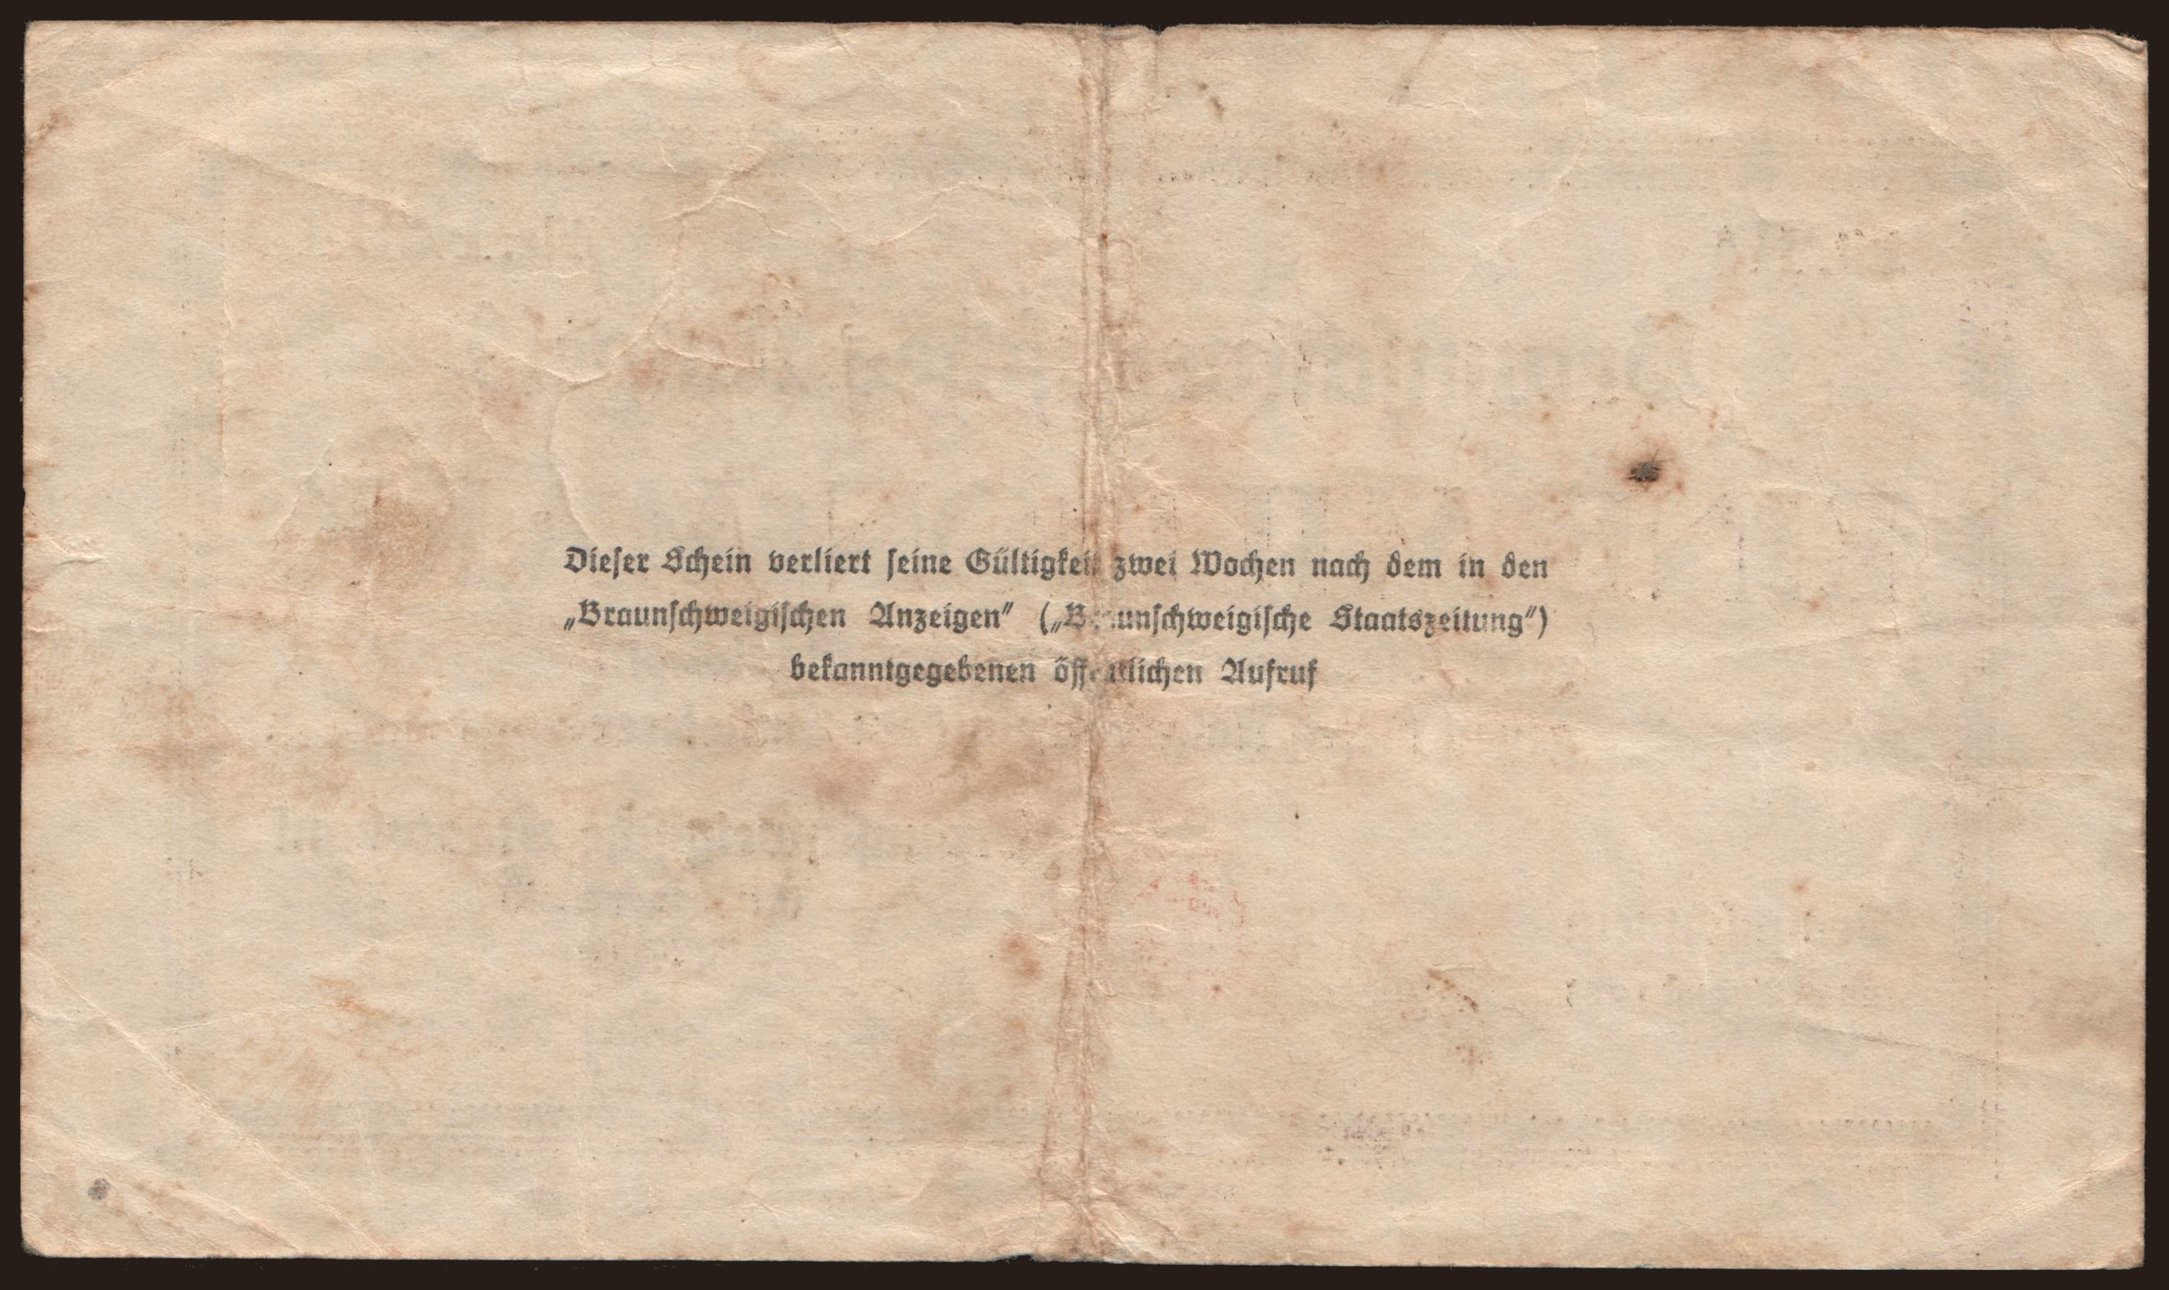 Dieser Schein verliert seine Gültigkeit zwei Wochen nach dem in den
„Braunschweigischen Anzeigen" („Braunschweigische Staatszeitung")
bekanntgegebenen öffentlichen Aufruf